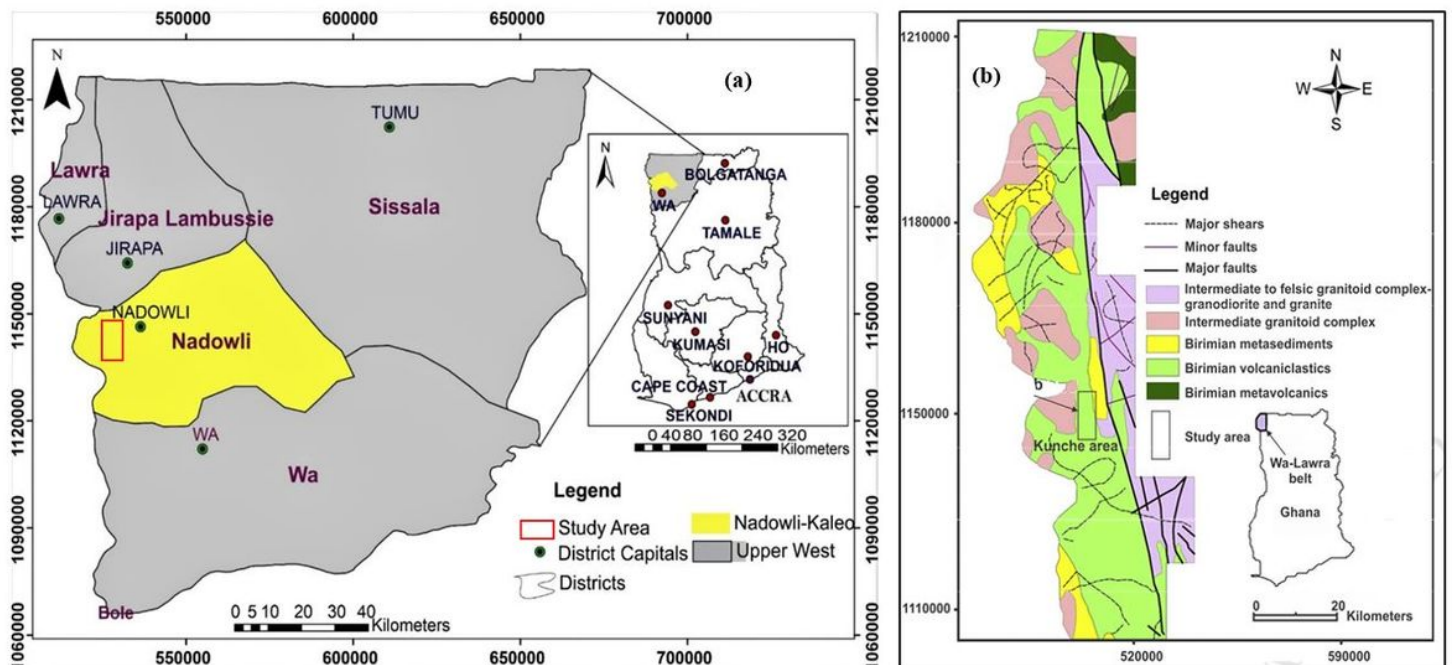 550000 600000 650000 700000
(a)
N
1210000
1180000
1150000
1120000
1090000
1060000
TUMU
Lawra
LAWRA
Jirapa Lambussie
JIRAPA
Sissala
NADOWLI
Nadowli
WA
Wa
Bole
0 5 10 20 30 40
Kilometers
N
BOLGATANGA
WA
TAMALE
SUNYANI
KUMASI
HO
KOFORIDUA
CAPE COAST
ACCRA
SEKONDI
0 40 80 160 240 320
Kilometers
Legend
Study Area
Nadowli-Kaleo
District Capitals
Upper West
Districts
1210000
1180000
1150000
1120000
1090000
1060000
550000 600000 650000 700000
(b)
1210000
1180000
1150000
1110000
N
W E
S
Legend
Major shears
Minor faults
Major faults
Intermediate to felsic granitoid complex-
granodiorite and granite
Intermediate granitoid complex
Birimian metasediments
Birimian volcaniclastics
Birimian metavolcanics
Study area
b
Kunche area
Wa-Lawra
belt
Ghana
0 20
Kilometers
520000 590000